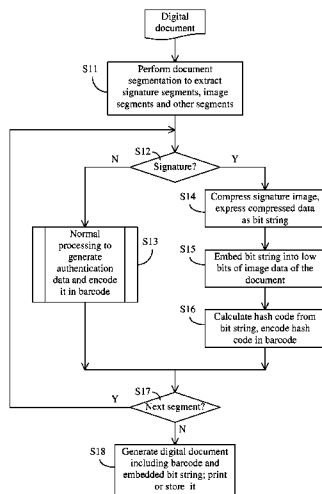 Digital
document
S11
Perform document
segmentation to extract
signature segments, image
segments and other segments
S12
N
Signature?
Y
S14
Compress signature image,
express compressed data
as bit string
Normal
processing to
generate
authentication
data and encode
it in barcode
S13
S15
Embed bit string into low
bits of image data of the
document
S16
Calculate hash code from
bit string, encode hash
code in barcode
S17
Y
Next segment?
N
S18
Generate digital document
including barcode and
embedded bit string; print
or store it